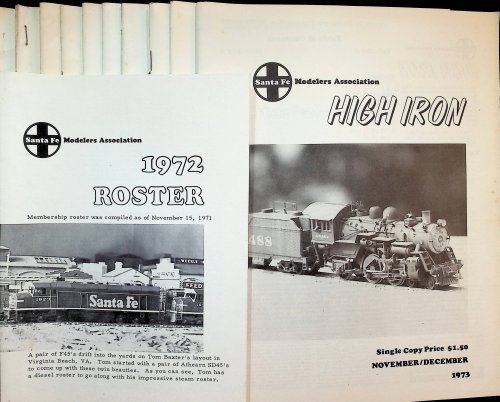 Santa Fe Modelers Association
1972
ROSTER
Membership roster was compiled as of November 15, 1971
Santa Fe
FEED
A pair of F45's drift into the yards on Tom Baxter's layout in
Virginia Beach, VA. Tom started with a pair of Athearn SD45's
to come up with these twin beauties. As you can see, Tom has
a diesel roster to go along with his impressive steam roster,
Santa Fe Modelers Association
HIGH IRON
488
Single Copy Price $1.50
NOVEMBER/DECEMBER
1973